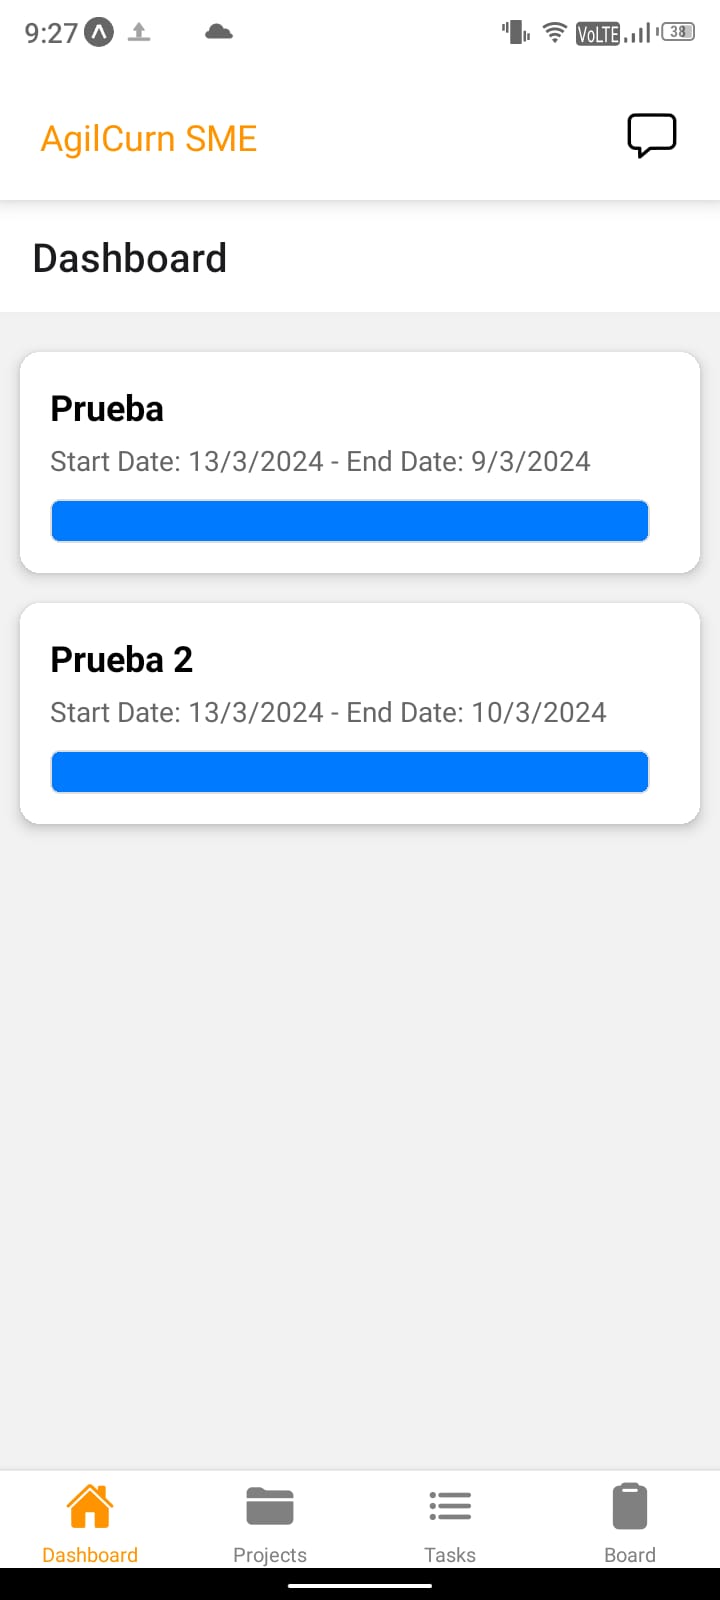 9:27 VoLTE 38
AgilCurn SME
Dashboard
Prueba
Start Date: 13/3/2024 - End Date: 9/3/2024
Prueba 2
Start Date: 13/3/2024 - End Date: 10/3/2024
Dashboard Projects Tasks Board